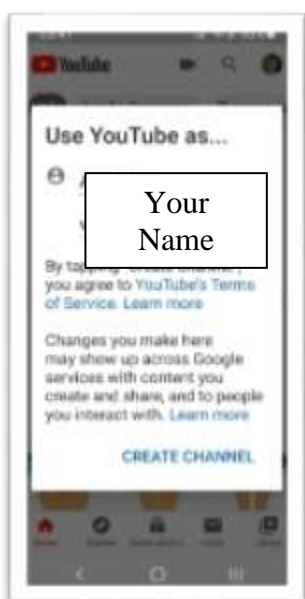 YouTube
Use YouTube as...
Your
Name
By tapping "Create Channel",
you agree to YouTube's Terms
of Service. Learn more
Changes you make here
may show up across Google
services with content you
create and share, and to people
you interact with. Learn more
CREATE CHANNEL
Home